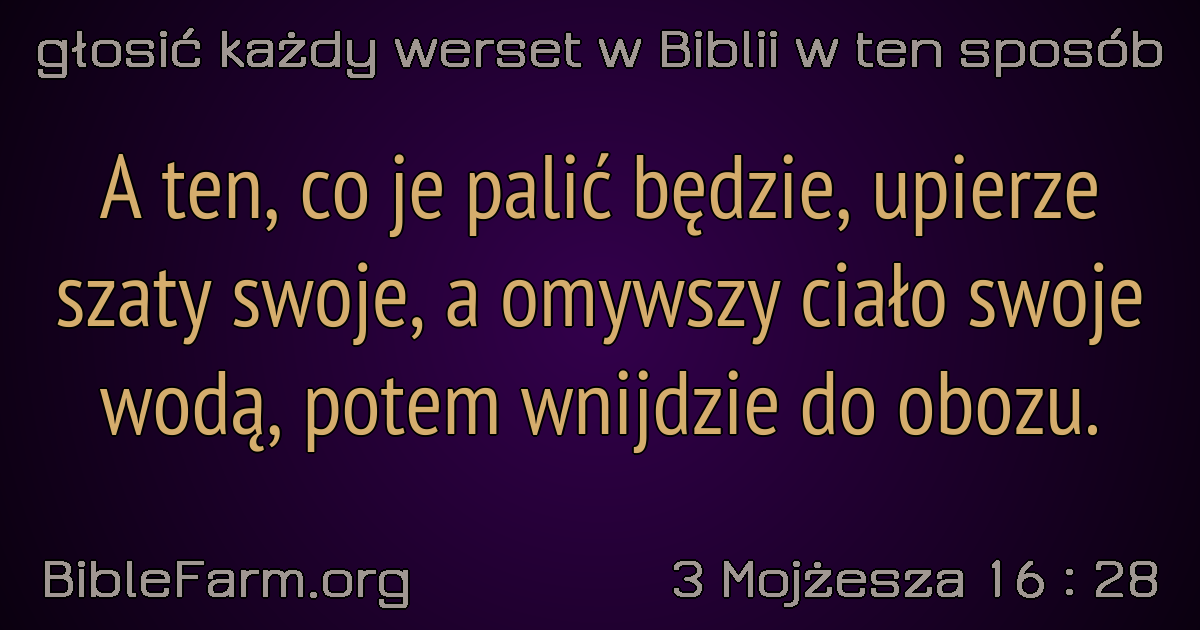 głosić każdy werset w Biblii w ten sposób
A ten, co je palić będzie, upierze
szaty swoje, a omywszy ciało swoje
wodą, potem wnijdzie do obozu.
BibleFarm.org
3 Mojżesza 16 : 28